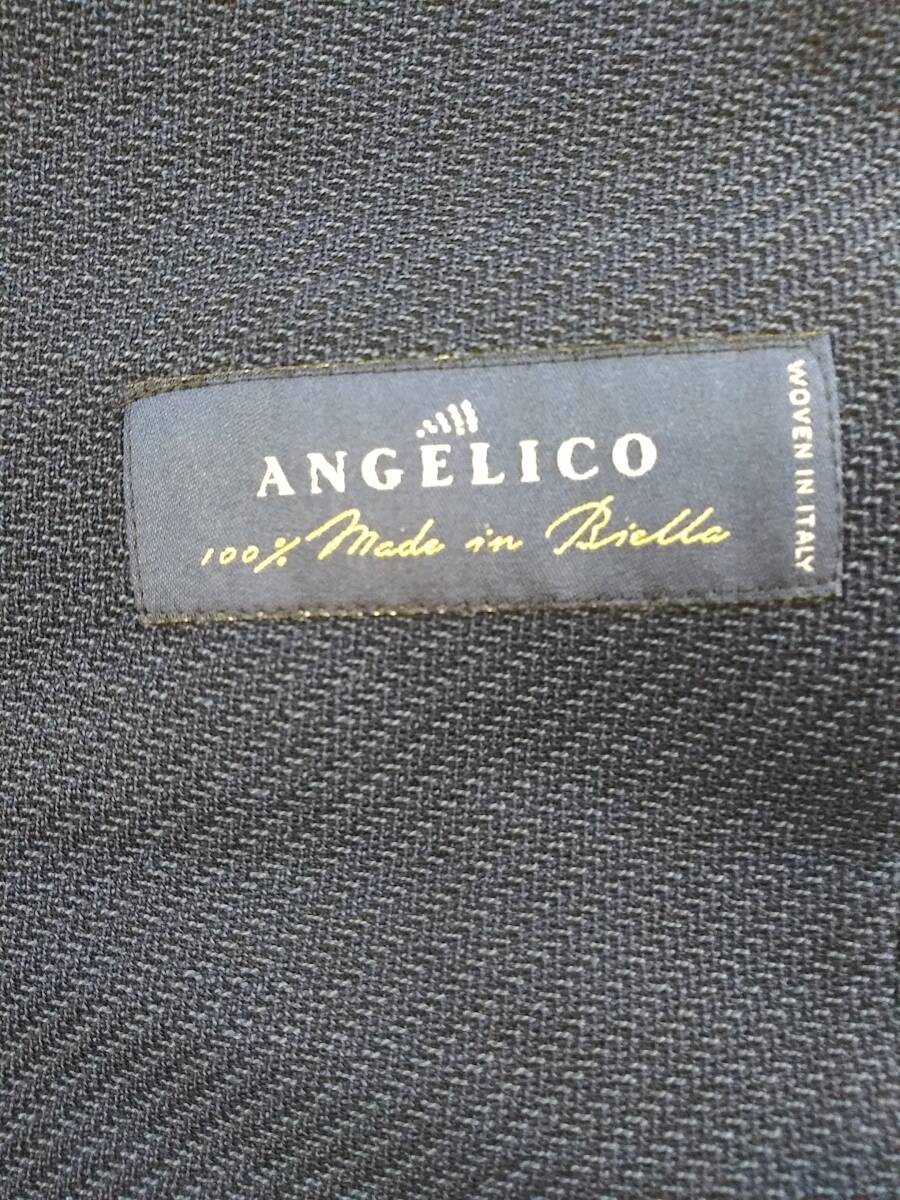 ANGELICO
100% Made in Biella
WOVEN IN ITALY